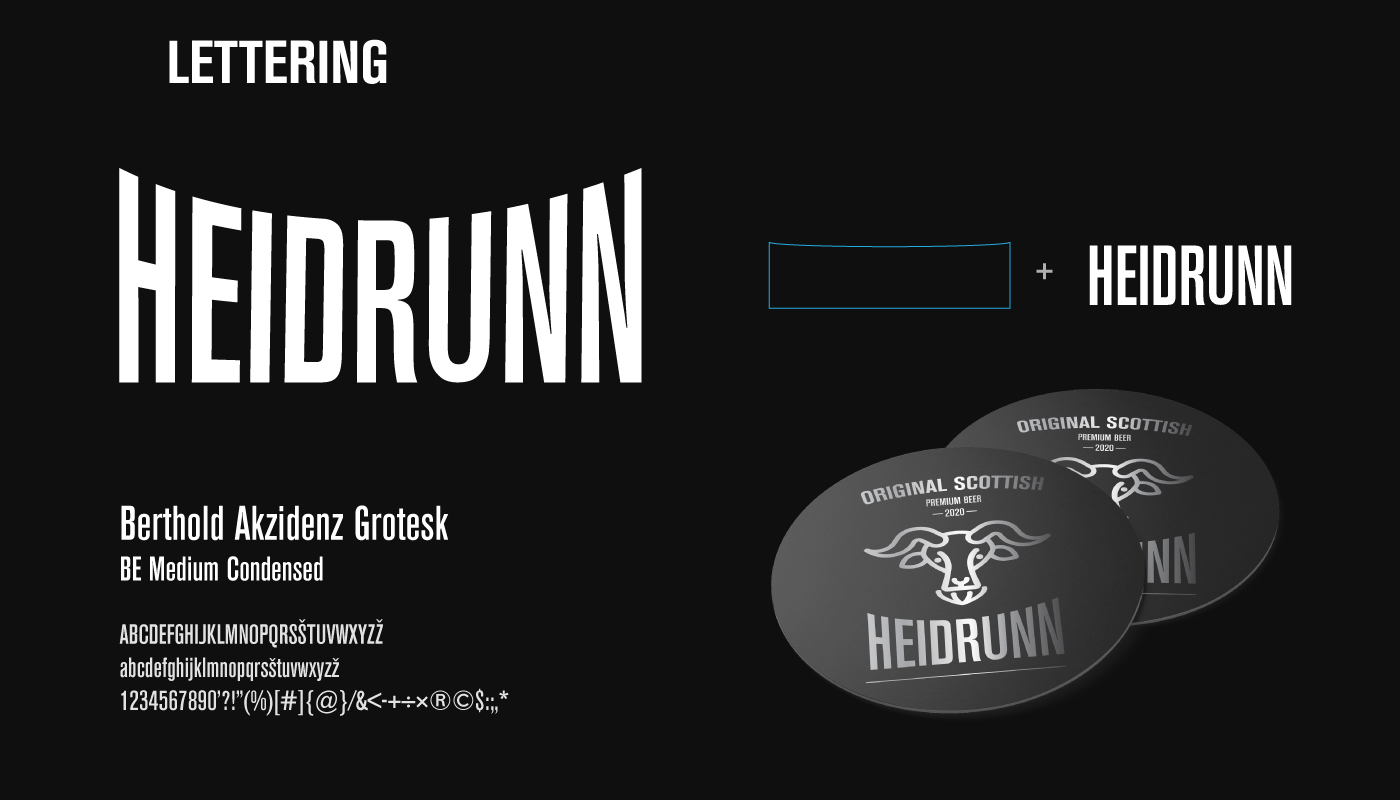 LETTERING
HEIDRUNN
+ HEIDRUNN
Berthold Akzidenz Grotesk
BE Medium Condensed
ABCDEFGHIJKLMNOPQRSŠTUVWXYZŽ
abcdefghijklmnopqrsštuvwxyzž
1234567890’?!”(%)[#]{@}/&<-+÷×®©$:;,*
ORIGINAL SCOTTISH
PREMIUM BEER
2020
HEIDRUNN
ORIGINAL SCOTTISH
PREMIUM BEER
2020
NN